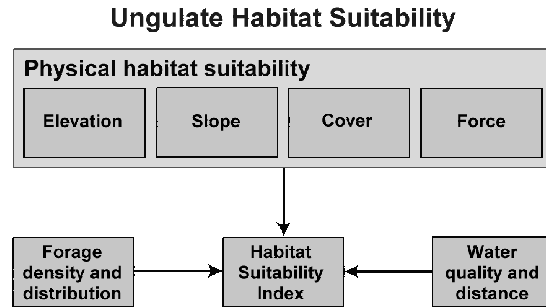 Ungulate Habitat Suitability
Physical habitat suitability
Elevation
Slope
Cover
Force
Forage
density and
distribution
Habitat
Suitability
Index
Water
quality and
distance